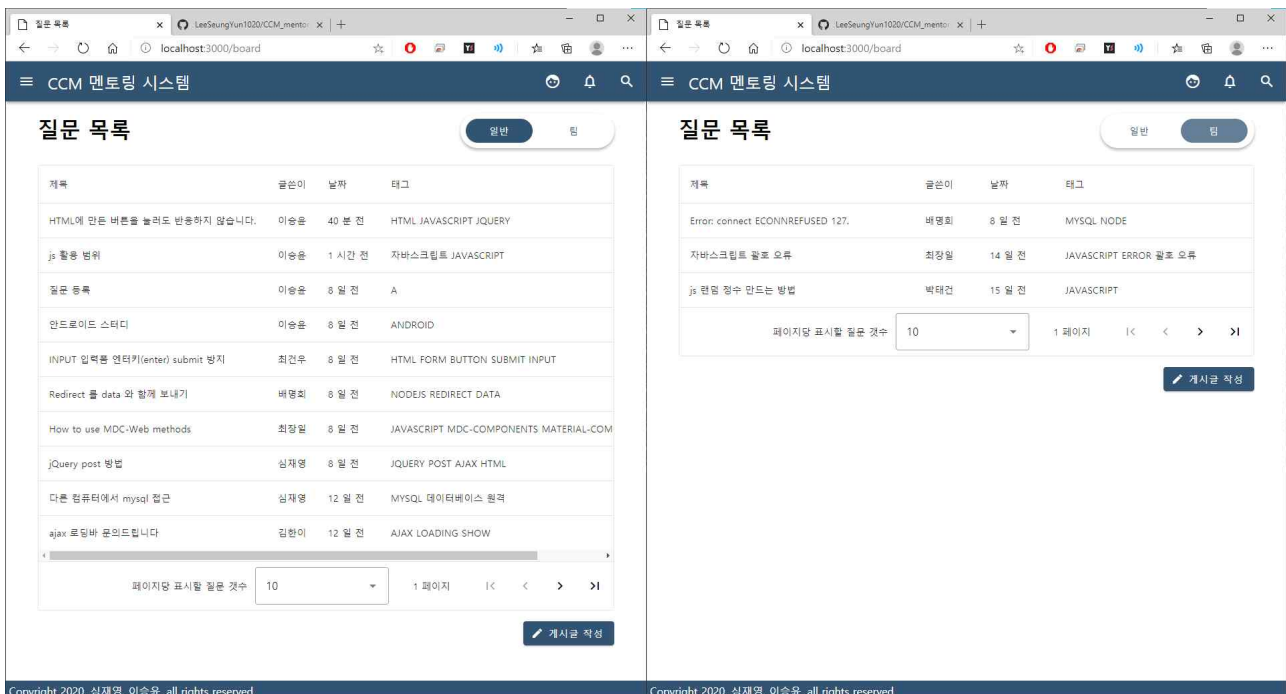 질문 목록
LeeSeungYun1020/CCM_mento
localhost:3000/board
CCM 멘토링 시스템
질문 목록
일반 팀
제목 글쓴이 날짜 태그
HTML에 만든 버튼을 눌러도 반응하지 않습니다. 이승윤 40 분 전 HTML JAVASCRIPT JQUERY
js 활용 범위 이승윤 1 시간 전 자바스크립트 JAVASCRIPT
질문 등록 이승윤 8 일 전 A
안드로이드 스터디 이승윤 8 일 전 ANDROID
INPUT 입력폼 엔터키(enter) submit 방지 최건우 8 일 전 HTML FORM BUTTON SUBMIT INPUT
Redirect 를 data 와 함께 보내기 배명희 8 일 전 NODEJS REDIRECT DATA
How to use MDC-Web methods 최장일 8 일 전 JAVASCRIPT MDC-COMPONENTS MATERIAL-COM
jQuery post 방법 심재영 8 일 전 JQUERY POST AJAX HTML
다른 컴퓨터에서 mysql 접근 심재영 12 일 전 MYSQL 데이터베이스 원격
ajax 로딩바 문의드립니다 김한이 12 일 전 AJAX LOADING SHOW
페이지당 표시할 질문 갯수 10 1 페이지
게시글 작성
Copyright 2020. 심재영, 이승윤. all rights reserved.
질문 목록
LeeSeungYun1020/CCM_mento
localhost:3000/board
CCM 멘토링 시스템
질문 목록
일반 팀
제목 글쓴이 날짜 태그
Error: connect ECONNREFUSED 127. 배명희 8 일 전 MYSQL NODE
자바스크립트 괄호 오류 최장일 14 일 전 JAVASCRIPT ERROR 괄호 오류
js 랜덤 정수 만드는 방법 박태건 15 일 전 JAVASCRIPT
페이지당 표시할 질문 갯수 10 1 페이지
게시글 작성
Copyright 2020. 심재영, 이승윤. all rights reserved.